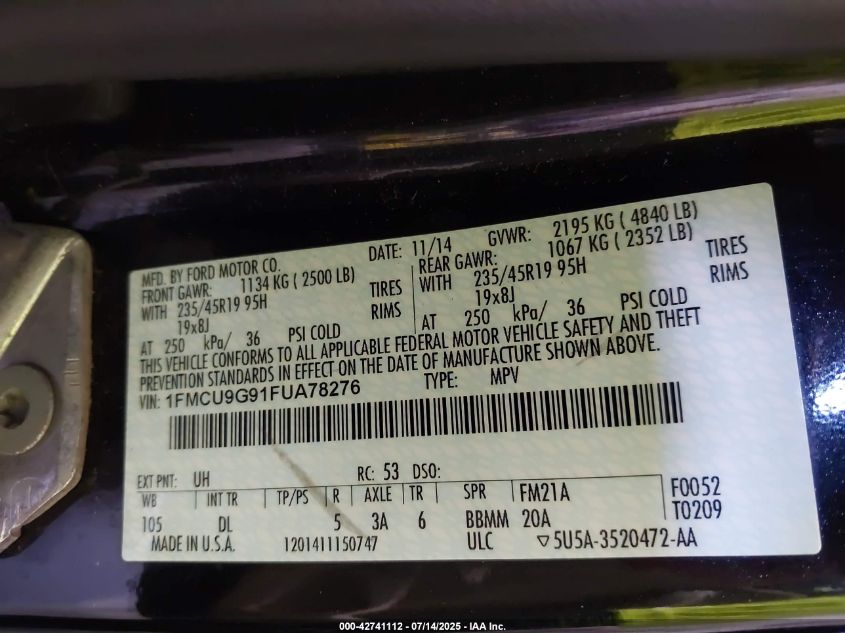 MFD. BY FORD MOTOR CO.
DATE: 11/14 GVWR: 2195 KG ( 4840 LB)
FRONT GAWR: 1134 KG ( 2500 LB)
REAR GAWR: 1067 KG ( 2352 LB)
WITH 235/45R19 95H TIRES
WITH 235/45R19 95H TIRES
19x8J RIMS
19x8J RIMS
AT 250 kPa/ 36 PSI COLD
AT 250 kPa/ 36 PSI COLD
THIS VEHICLE CONFORMS TO ALL APPLICABLE FEDERAL MOTOR VEHICLE SAFETY AND THEFT
PREVENTION STANDARDS IN EFFECT ON THE DATE OF MANUFACTURE SHOWN ABOVE.
VIN: 1FMCU9G91FUA78276 TYPE: MPV
EXT PNT: UH RC: 53 DSO:
WB INT TR TP/PS R AXLE TR SPR FM21A F0052
105 DL 5 3A 6 BBMM 20A T0209
MADE IN U.S.A. 1201411150747 ULC ▽5U5A-3520472-AA
000-42741112 - 07/14/2025 - IAA Inc.